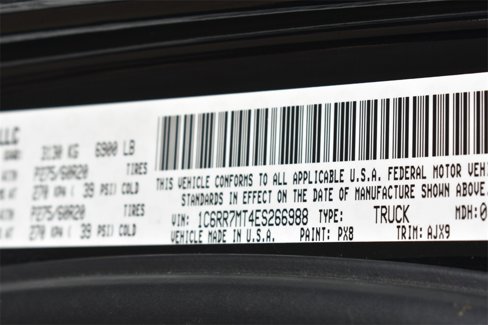 LLC
3130 KG 6900 LB
P275/60R20 TIRES
270 KPA ( 39 PSI) COLD
P275/60R20 TIRES
270 KPA ( 39 PSI) COLD
THIS VEHICLE CONFORMS TO ALL APPLICABLE U.S.A. FEDERAL MOTOR VEHI
STANDARDS IN EFFECT ON THE DATE OF MANUFACTURE SHOWN ABOVE.
VIN: 1C6RR7MT4ES266988 TYPE: TRUCK MDH:0
VEHICLE MADE IN U.S.A. PAINT: PX8 TRIM: AJX9